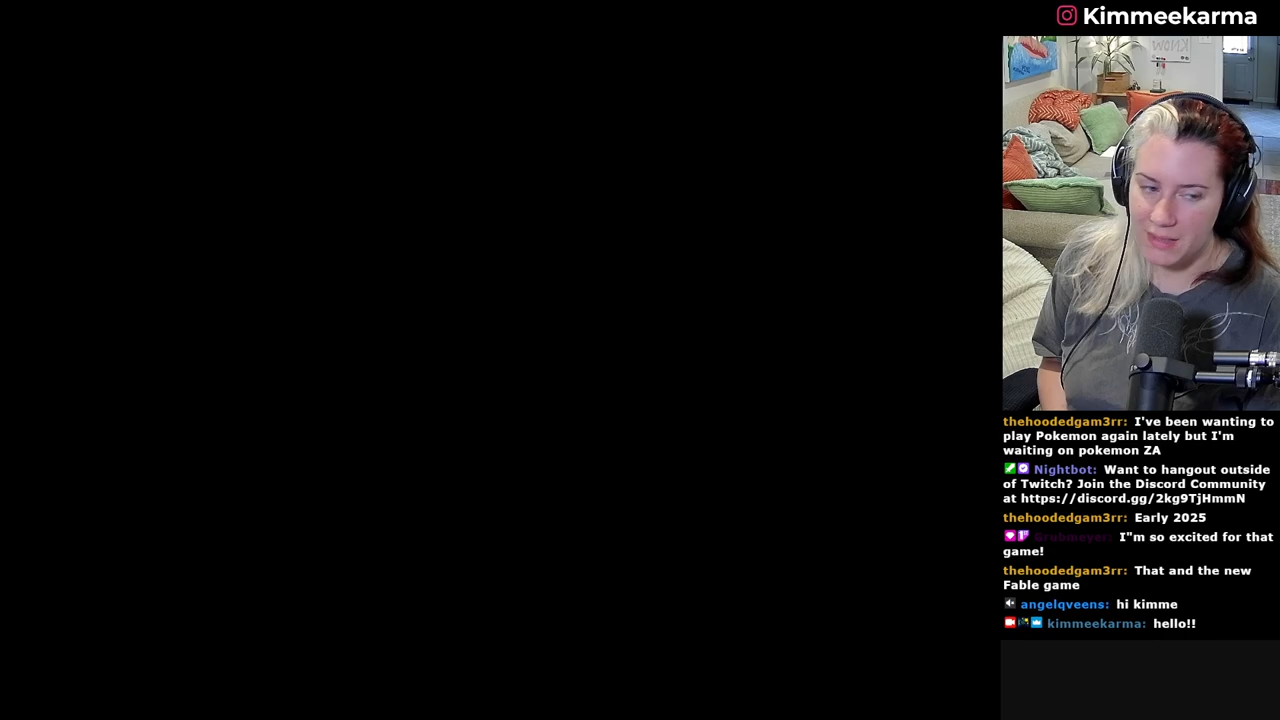 Kimmeekarma
thehoodedgam3rr: I've been wanting to
play Pokemon again lately but I'm
waiting on pokemon ZA
Nightbot: Want to hangout outside
of Twitch? Join the Discord Community
at https://discord.gg/2kg9TjHmmN
thehoodedgam3rr: Early 2025
Grubmeyer: I"m so excited for that
game!
thehoodedgam3rr: That and the new
Fable game
angelqveens: hi kimme
kimmeekarma: hello!!